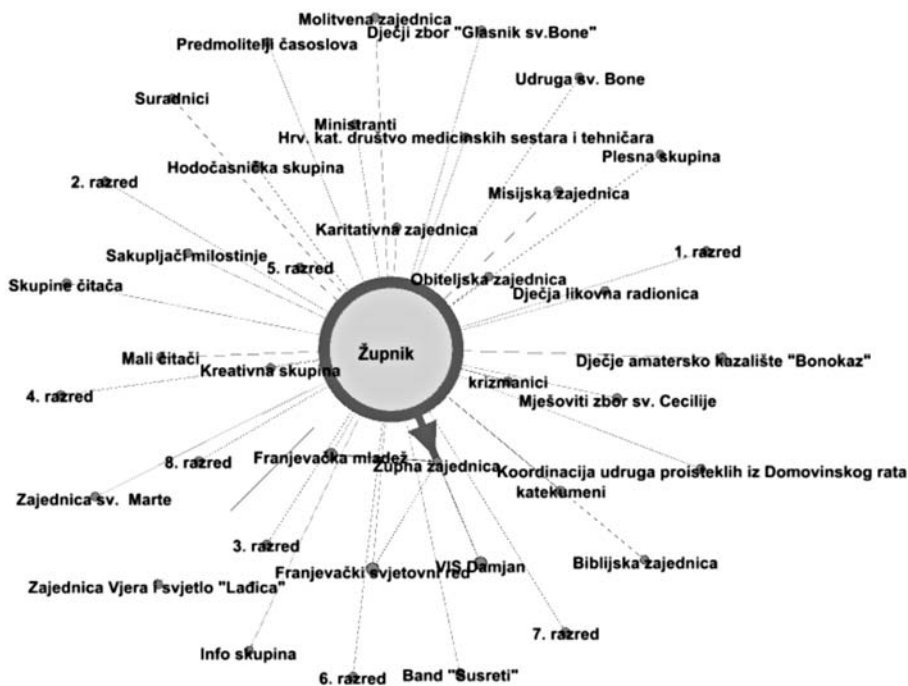 Molitvena zajednica
Dječji zbor "Glasnik sv.Bone"
Predmolitelji časoslova
Udruga sv. Bone
Suradnici
Ministranti
Hrv. kat. društvo medicinskih sestara i tehničara
Plesna skupina
Hodočasnička skupina
2. razred
Misijska zajednica
Karitativna zajednica
Sakupljači milostinje
1. razred
5. razred
Obiteljska zajednica
Skupine čitača
Dječja likovna radionica
Župnik
Mali čitači
Dječje amatersko kazalište "Bonokaz"
Kreativna skupina
krizmanici
4. razred
Mješoviti zbor sv. Cecilije
Franjevačka mladež
8. razred
Župna zajednica
Koordinacija udruga proisteklih iz Domovinskog rata
katekumeni
Zajednica sv. Marte
3. razred
Biblijska zajednica
VIS Damjan
Franjevački svjetovni red
Zajednica Vjera i svjetlo "Lađica"
7. razred
Info skupina
Band "Susreti"
6. razred